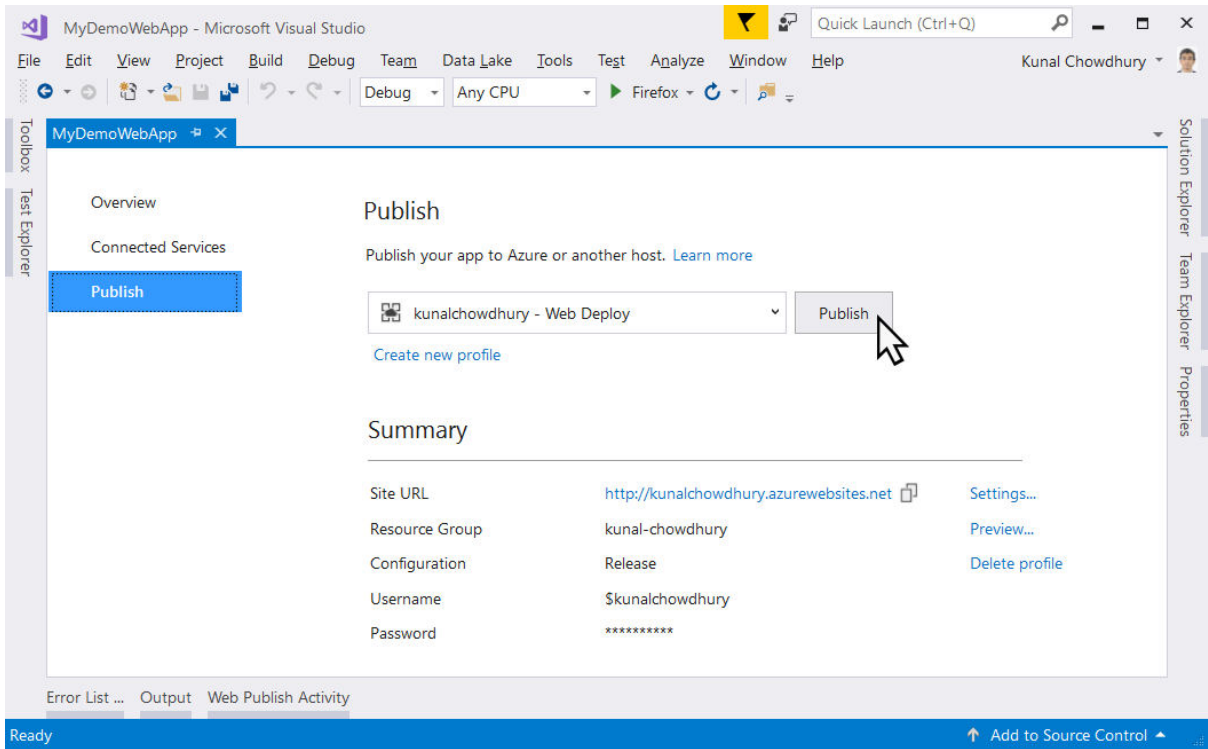 MyDemoWebApp - Microsoft Visual Studio
Quick Launch (Ctrl+Q)
File Edit View Project Build Debug Team Data Lake Tools Test Analyze Window Help Kunal Chowdhury
Debug Any CPU Firefox
Toolbox
Test Explorer
MyDemoWebApp
Overview
Connected Services
Publish
Publish
Publish your app to Azure or another host. Learn more
kunalchowdhury - Web Deploy Publish
Create new profile
Summary
Site URL http://kunalchowdhury.azurewebsites.net Settings...
Resource Group kunal-chowdhury Preview...
Configuration Release Delete profile
Username $kunalchowdhury
Password **********
Solution Explorer
Team Explorer
Properties
Error List ... Output Web Publish Activity
Ready Add to Source Control